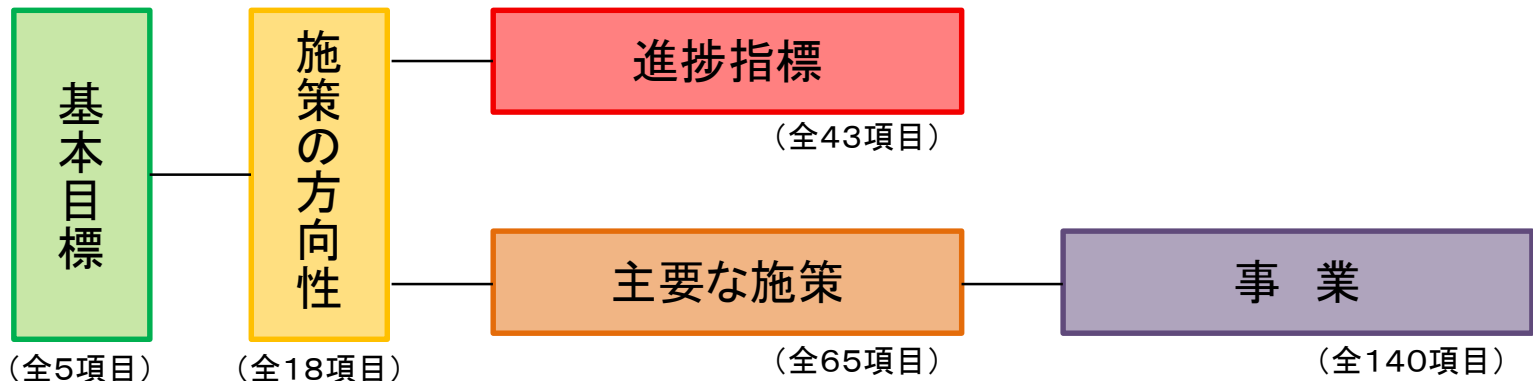 基本目標
（全5項目）
施策の方向性
（全18項目）
進捗指標
（全43項目）
主要な施策
（全65項目）
事　業
（全140項目）